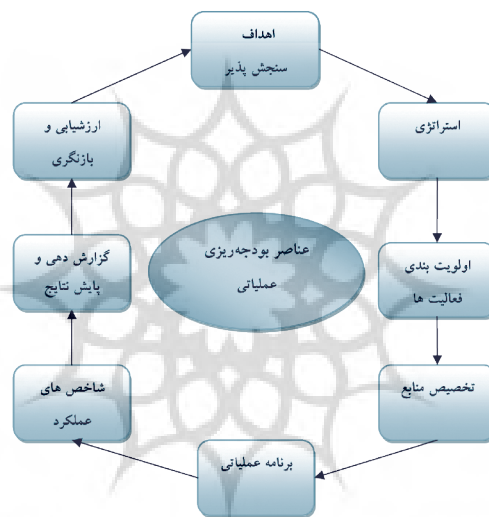 اهداف
سنجش پذیر
استراتژی
اولویت بندی
فعالیت ها
تخصیص منابع
برنامه عملیاتی
شاخص های
عملکرد
گزارش دهی و
پایش نتایج
ارزشیابی و
بازنگری
عناصر بودجه‌ریزی
عملیاتی